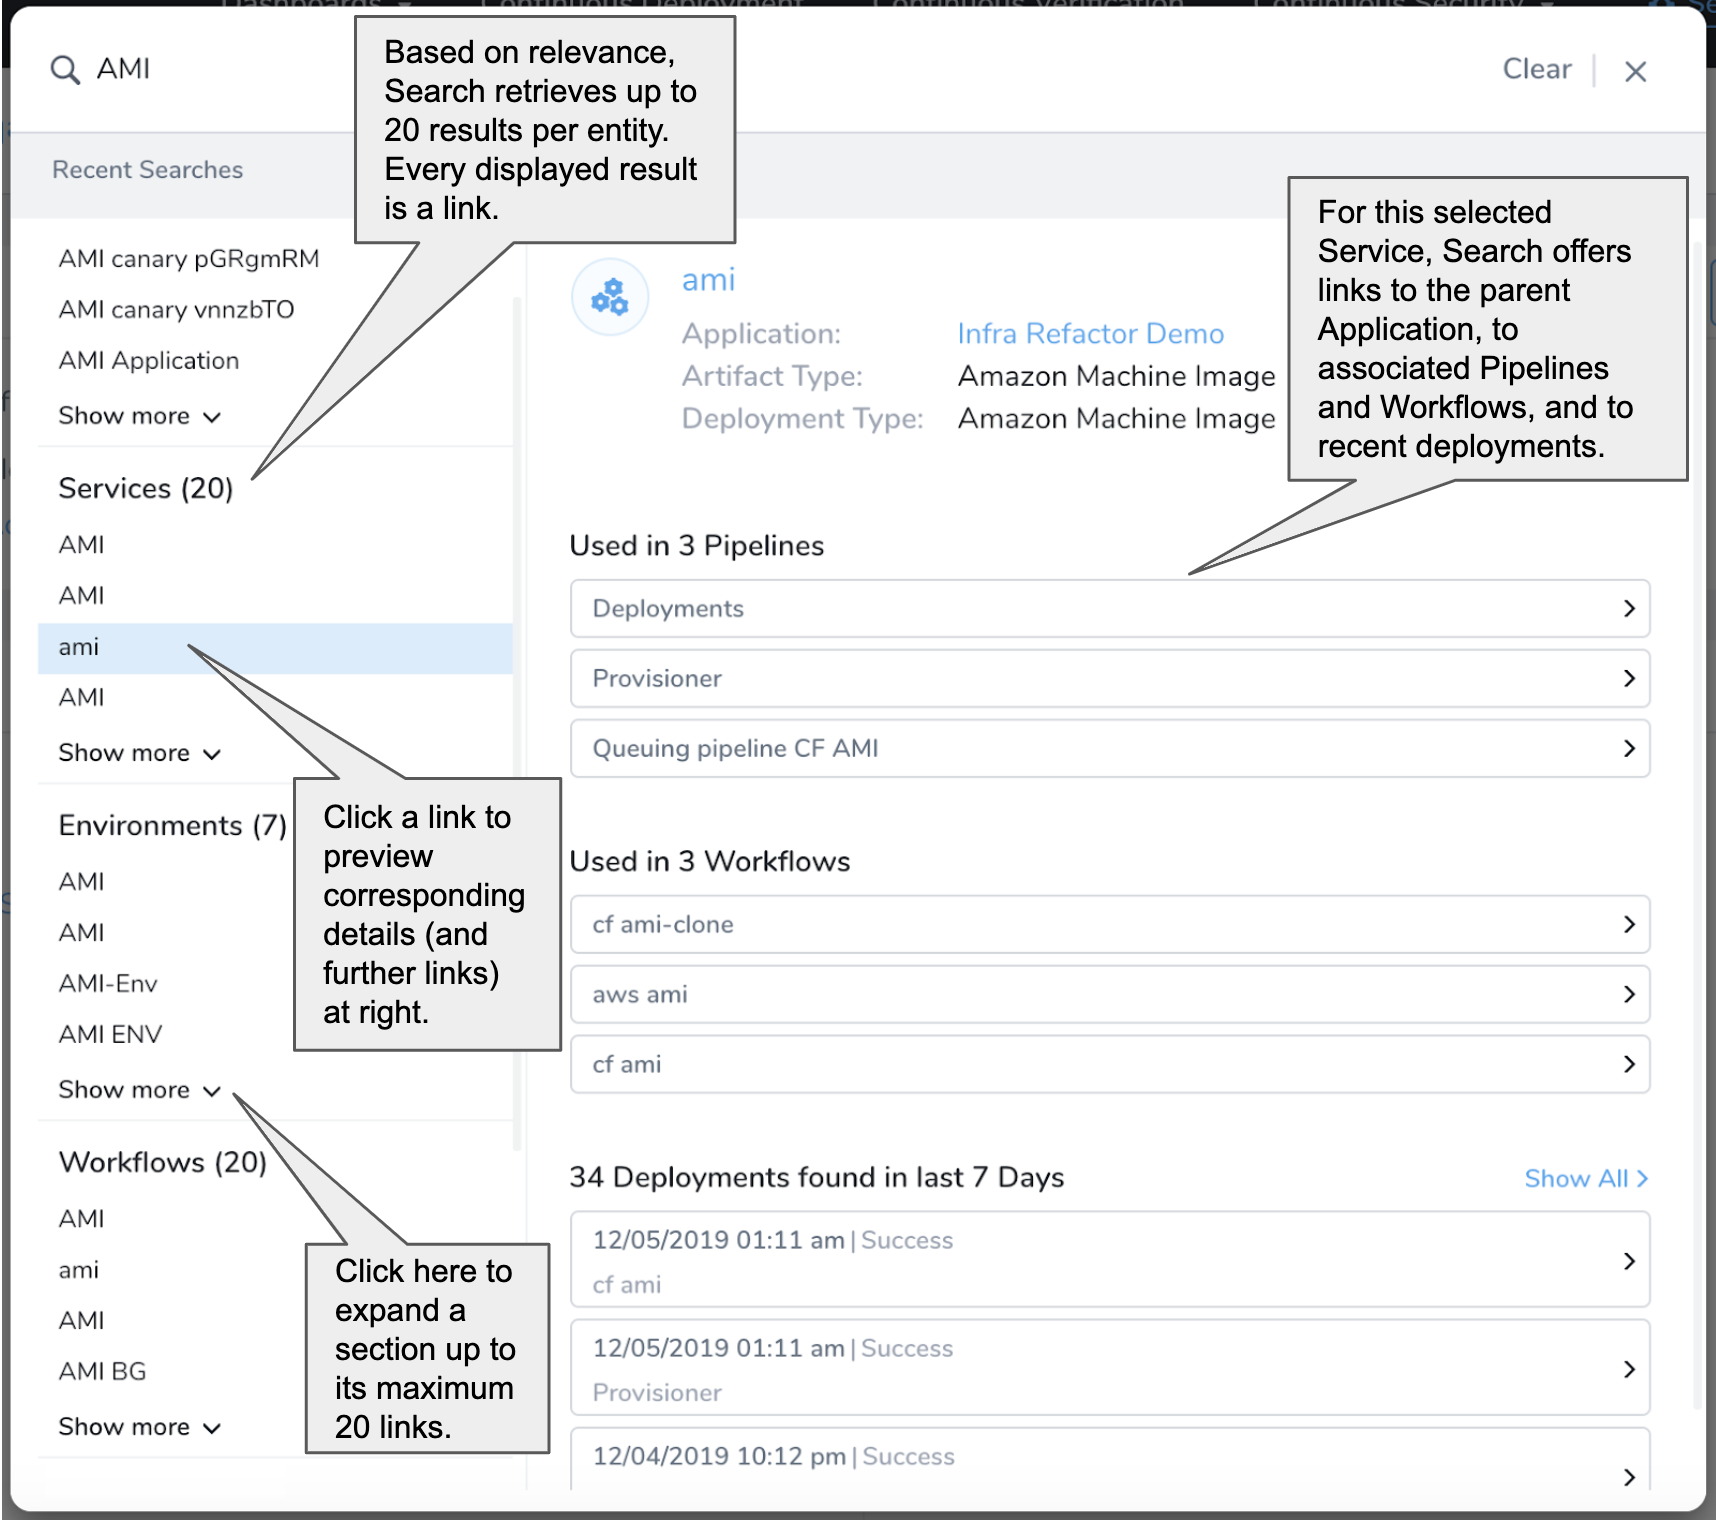 AMI
Clear
Recent Searches
Based on relevance,
Search retrieves up to
20 results per entity.
Every displayed result
is a link.
AMI canary pGRgmRM
AMI canary vnnzbTO
AMI Application
Show more
Services (20)
AMI
AMI
ami
AMI
Show more
Environments (7)
AMI
AMI
AMI-Env
AMI ENV
Show more
Workflows (20)
AMI
ami
AMI
AMI BG
Show more
Click a link to
preview
corresponding
details (and
further links)
at right.
Click here to
expand a
section up to
its maximum
20 links.
ami
Application: Infra Refactor Demo
Artifact Type: Amazon Machine Image
Deployment Type: Amazon Machine Image
For this selected
Service, Search offers
links to the parent
Application, to
associated Pipelines
and Workflows, and to
recent deployments.
Used in 3 Pipelines
Deployments
Provisioner
Queuing pipeline CF AMI
Used in 3 Workflows
cf ami-clone
aws ami
cf ami
34 Deployments found in last 7 Days
Show All
12/05/2019 01:11 am | Success
cf ami
12/05/2019 01:11 am | Success
Provisioner
12/04/2019 10:12 pm | Success